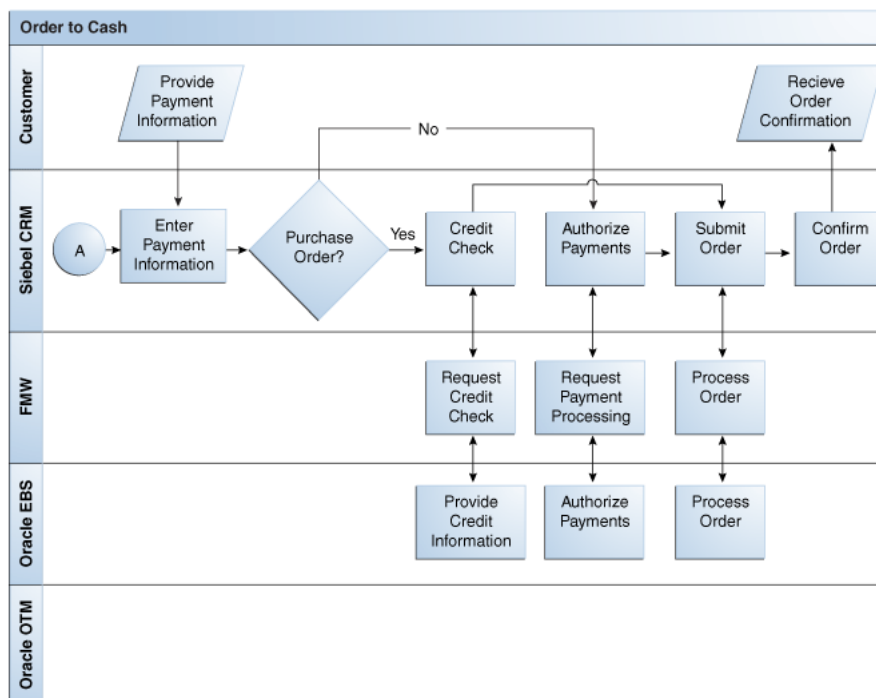 Order to Cash
Customer
Provide
Payment
Information
Recieve
Order
Confirmation
No
Siebel CRM
A
Enter
Payment
Information
Purchase
Order?
Yes
Credit
Check
Authorize
Payments
Submit
Order
Confirm
Order
FMW
Request
Credit
Check
Request
Payment
Processing
Process
Order
Oracle EBS
Provide
Credit
Information
Authorize
Payments
Process
Order
Oracle OTM